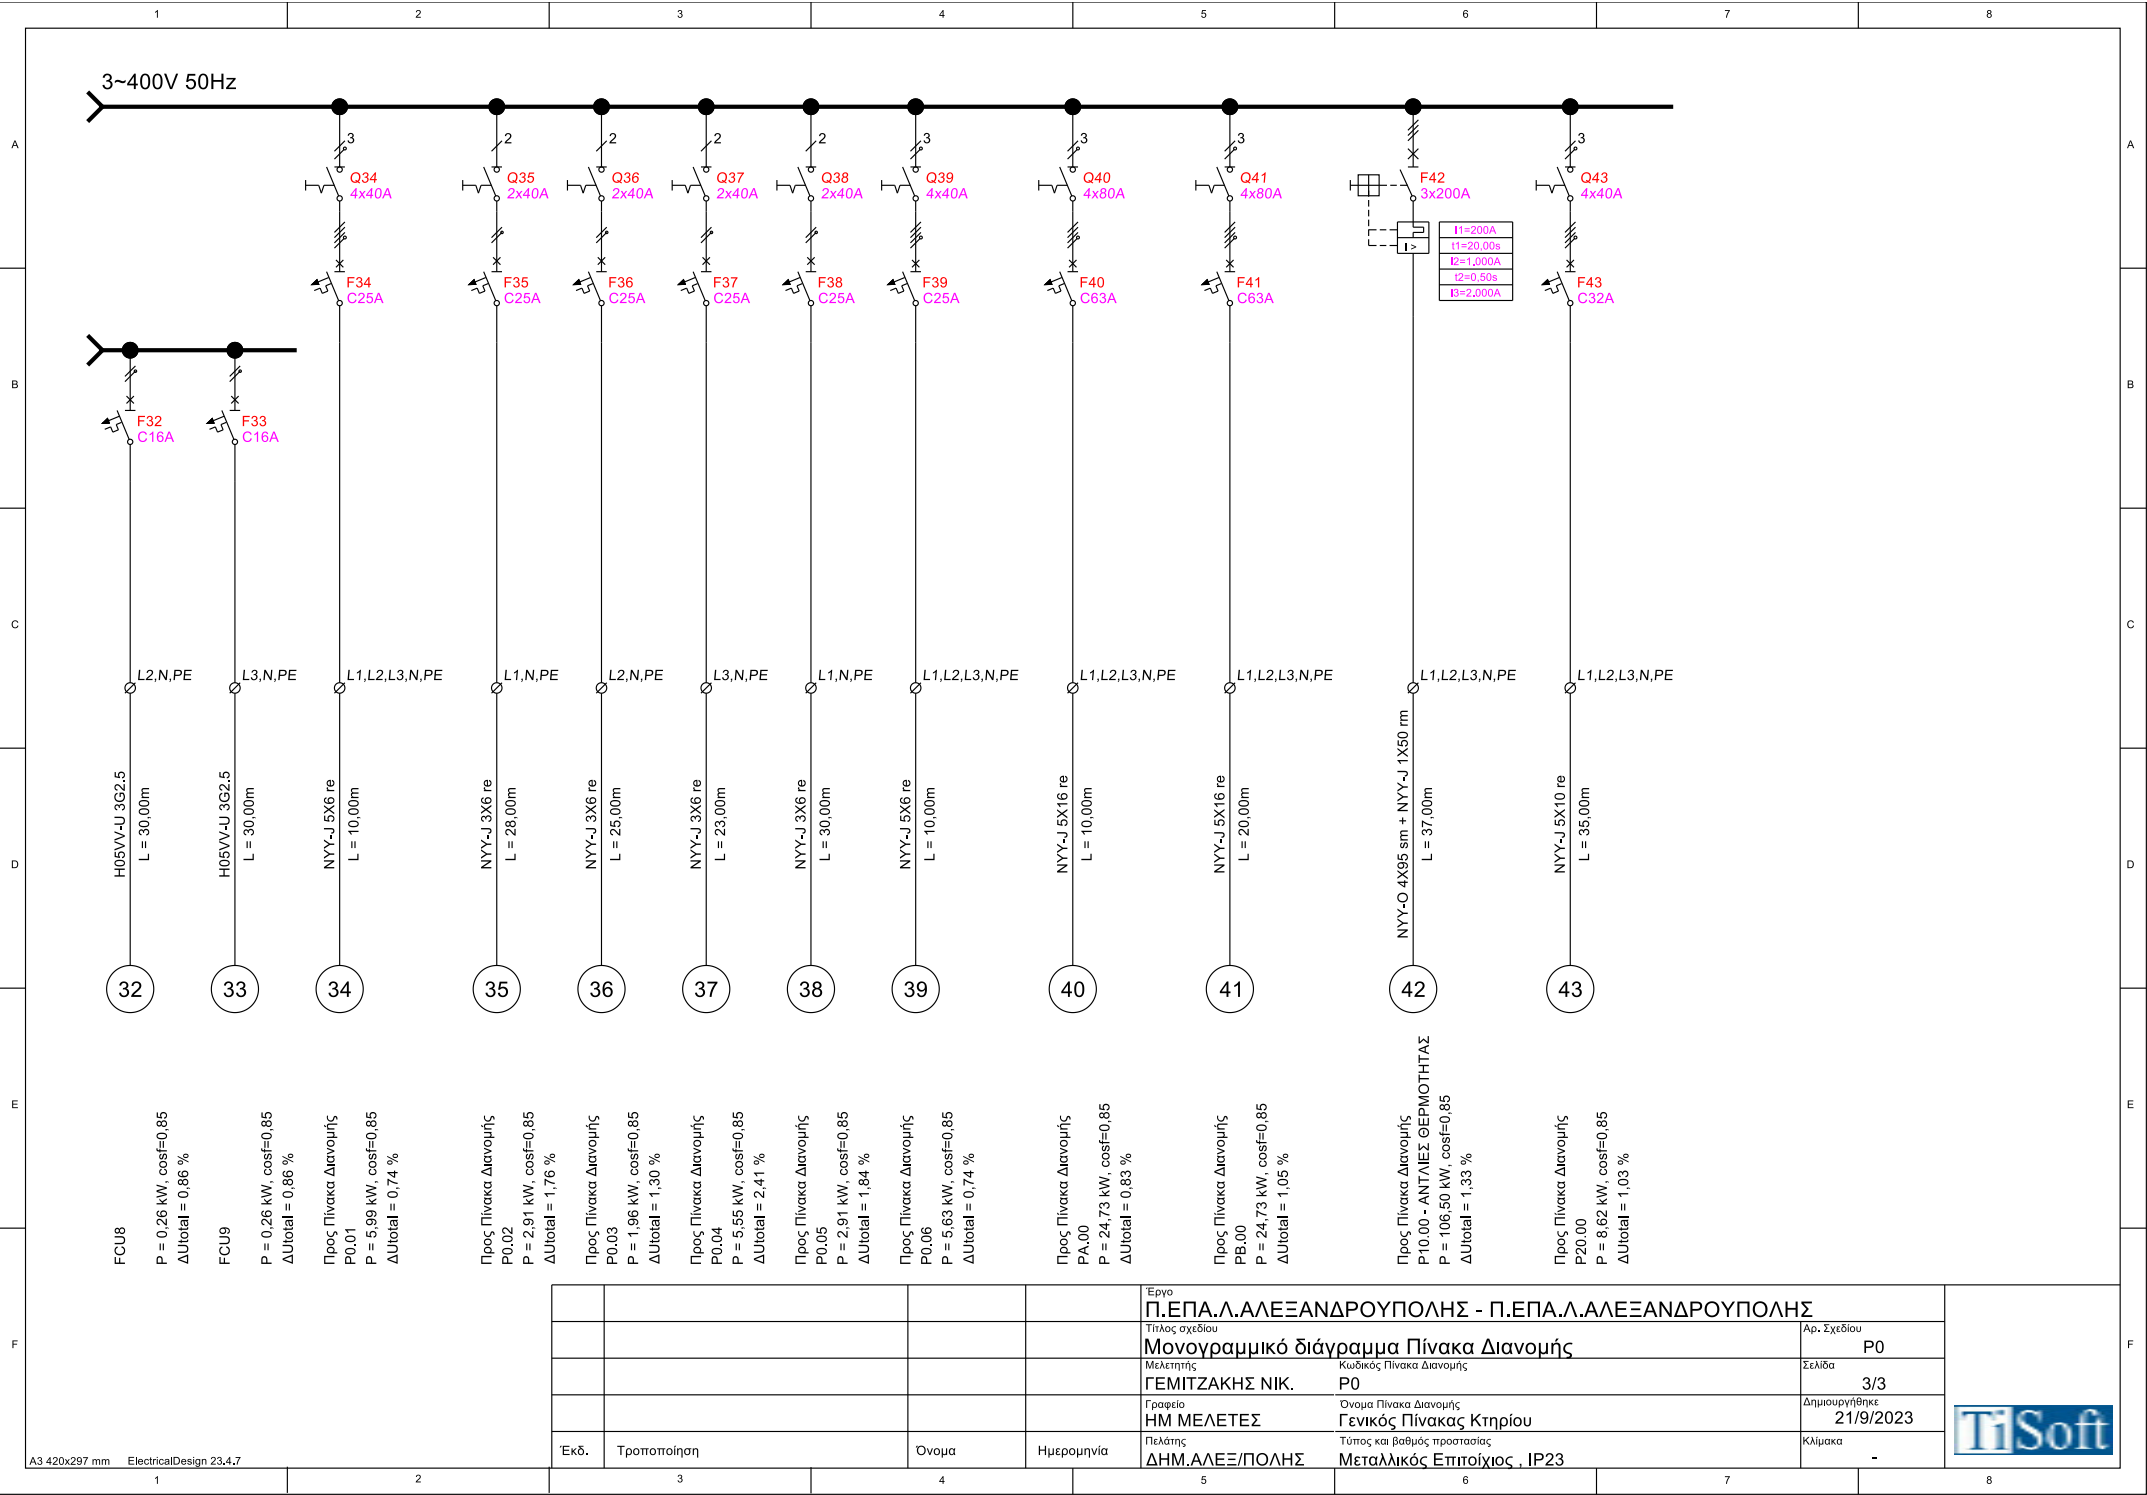 1 2 3 4 5 6 7 8
3~400V 50Hz
A A
3 2 2 2 2 3 3 3 3
Q34 Q35 Q36 Q37 Q38 Q39 Q40 Q41 F42 Q43
4x40A 2x40A 2x40A 2x40A 2x40A 4x40A 4x80A 4x80A 3x200A 4x40A
I >
I1=200A
t1=20,00s
I2=1.000A
t2=0,50s
I3=2.000A
F34 F35 F36 F37 F38 F39 F40 F41 F43
C25A C25A C25A C25A C25A C25A C63A C63A C32A
B B
F32 F33
C16A C16A
C C
L2,N,PE L3,N,PE L1,L2,L3,N,PE L1,N,PE L2,N,PE L3,N,PE L1,N,PE L1,L2,L3,N,PE L1,L2,L3,N,PE L1,L2,L3,N,PE L1,L2,L3,N,PE L1,L2,L3,N,PE
H05VV-U 3G2.5
L = 30,00m
H05VV-U 3G2.5
L = 30,00m
NYY-J 5X6 re
L = 10,00m
NYY-J 3X6 re
L = 28,00m
NYY-J 3X6 re
L = 25,00m
NYY-J 3X6 re
L = 23,00m
NYY-J 3X6 re
L = 30,00m
NYY-J 5X6 re
L = 10,00m
NYY-J 5X16 re
L = 10,00m
NYY-J 5X16 re
L = 20,00m
NYY-O 4X95 sm + NYY-J 1X50 rm
L = 37,00m
NYY-J 5X10 re
L = 35,00m
D D
32 33 34 35 36 37 38 39 40 41 42 43
E E
FCU8
P = 0,26 kW, cosf=0,85
ΔUtotal = 0,86 %
FCU9
P = 0,26 kW, cosf=0,85
ΔUtotal = 0,86 %
Προς Πίνακα Διανομής
P0.01
P = 5,99 kW, cosf=0,85
ΔUtotal = 0,74 %
Προς Πίνακα Διανομής
P0.02
P = 2,91 kW, cosf=0,85
ΔUtotal = 1,76 %
Προς Πίνακα Διανομής
P0.03
P = 1,96 kW, cosf=0,85
ΔUtotal = 1,30 %
Προς Πίνακα Διανομής
P0.04
P = 5,55 kW, cosf=0,85
ΔUtotal = 2,41 %
Προς Πίνακα Διανομής
P0.05
P = 2,91 kW, cosf=0,85
ΔUtotal = 1,84 %
Προς Πίνακα Διανομής
P0.06
P = 5,63 kW, cosf=0,85
ΔUtotal = 0,74 %
Προς Πίνακα Διανομής
PA.00
P = 24,73 kW, cosf=0,85
ΔUtotal = 0,83 %
Προς Πίνακα Διανομής
PB.00
P = 24,73 kW, cosf=0,85
ΔUtotal = 1,05 %
Προς Πίνακα Διανομής
P10.00 - ΑΝΤΛΙΕΣ ΘΕΡΜΟΤΗΤΑΣ
P = 106,50 kW, cosf=0,85
ΔUtotal = 1,33 %
Προς Πίνακα Διανομής
P20.00
P = 8,62 kW, cosf=0,85
ΔUtotal = 1,03 %
F F
Έργο
Π.ΕΠΑ.Λ.ΑΛΕΞΑΝΔΡΟΥΠΟΛΗΣ - Π.ΕΠΑ.Λ.ΑΛΕΞΑΝΔΡΟΥΠΟΛΗΣ
Τίτλος σχεδίου
Μονογραμμικό διάγραμμα Πίνακα Διανομής
Αρ. Σχεδίου
P0
Μελετητής
ΓΕΜΙΤΖΑΚΗΣ ΝΙΚ.
Κωδικός Πίνακα Διανομής
P0
Σελίδα
3/3
Γραφείο
ΗΜ ΜΕΛΕΤΕΣ
Όνομα Πίνακα Διανομής
Γενικός Πίνακας Κτηρίου
Δημιουργήθηκε
21/9/2023
Έκδ. Τροποποίηση Όνομα Ημερομηνία
Πελάτης
ΔΗΜ.ΑΛΕΞ/ΠΟΛΗΣ
Τύπος και βαθμός προστασίας
Μεταλλικός Επιτοίχιος , IP23
Κλίμακα
-
TiSoft
A3 420x297 mm ElectricalDesign 23.4.7
1 2 3 4 5 6 7 8